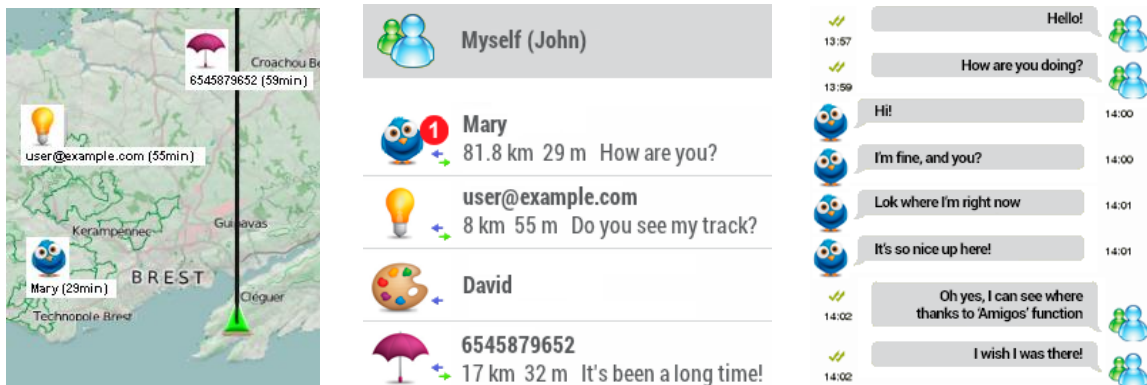 Croachou Be
6545879652 (59min)
user@example.com (55min)
Guipavas
Kerampennec
BREST
Mary (29min)
Cléguer
Technopole Brest
Myself (John)
1
Mary
81.8 km 29 m How are you?
user@example.com
8 km 55 m Do you see my track?
David
6545879652
17 km 32 m It's been a long time!
Hello!
13:57
How are you doing?
13:59
Hi!
14:00
I'm fine, and you?
14:00
Lok where I'm right now
14:01
It's so nice up here!
14:01
Oh yes, I can see where
thanks to 'Amigos' function
14:02
I wish I was there!
14:02